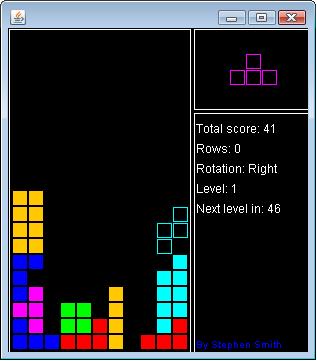 Total score: 41
Rows: 0
Rotation: Right
Level: 1
Next level in: 46
By Stephen Smith